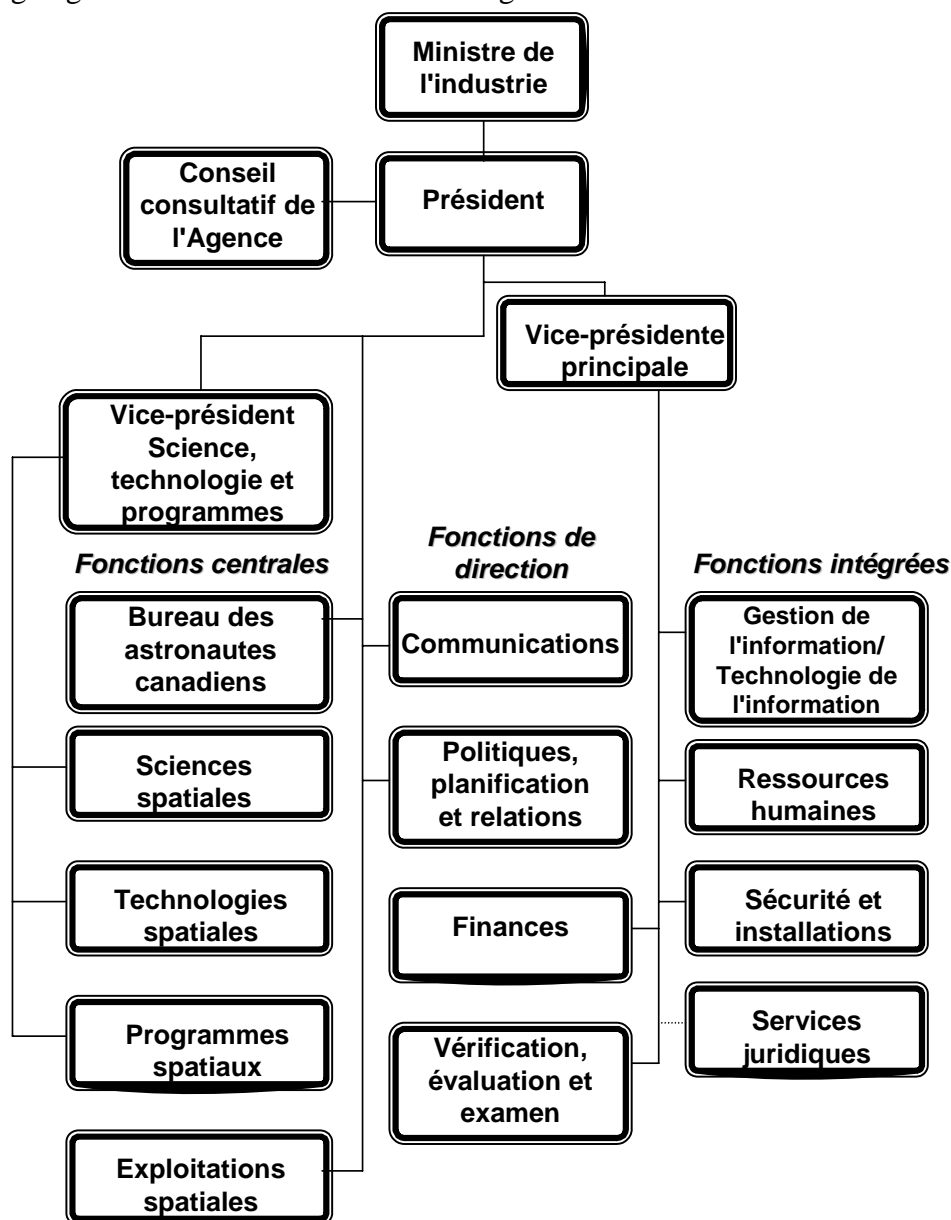 Ministre de
l'industrie
Conseil
consultatif de
l'Agence
Président
Vice-présidente
principale
Vice-président
Science,
technologie et
programmes
Fonctions centrales
Fonctions de
direction
Fonctions intégrées
Bureau des
astronautes
canadiens
Communications
Gestion de
l'information/
Technologie de
l'information
Sciences
spatiales
Politiques,
planification
et relations
Ressources
humaines
Technologies
spatiales
Finances
Sécurité et
installations
Programmes
spatiaux
Vérification,
évaluation et
examen
Services
juridiques
Exploitations
spatiales